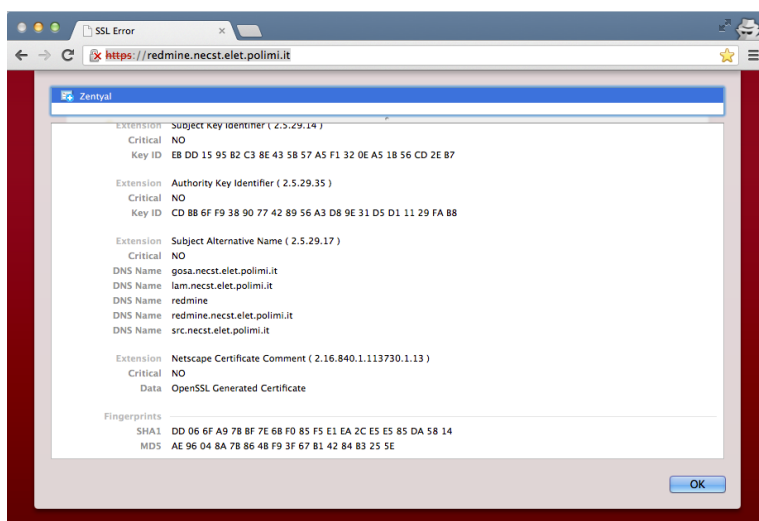 SSL Error
https://redmine.necst.elet.polimi.it
Zentyal
Extension Subject Key Identifier ( 2.5.29.14 )
Critical NO
Key ID EB DD 15 95 B2 C3 8E 43 5B 57 A5 F1 32 0E A5 1B 56 CD 2E B7
Extension Authority Key Identifier ( 2.5.29.35 )
Critical NO
Key ID CD BB 6F F9 38 90 77 42 89 56 A3 D8 9E 31 D5 D1 11 29 FA B8
Extension Subject Alternative Name ( 2.5.29.17 )
Critical NO
DNS Name gosa.necst.elet.polimi.it
DNS Name lam.necst.elet.polimi.it
DNS Name redmine
DNS Name redmine.necst.elet.polimi.it
DNS Name src.necst.elet.polimi.it
Extension Netscape Certificate Comment ( 2.16.840.1.113730.1.13 )
Critical NO
Data OpenSSL Generated Certificate
Fingerprints
SHA1 DD 06 6F A9 7B BF 7E 6B F0 85 F5 E1 EA 2C E5 E5 85 DA 58 14
MD5 AE 96 04 8A 7B 86 4B F9 3F 67 B1 42 84 B3 25 5E
OK